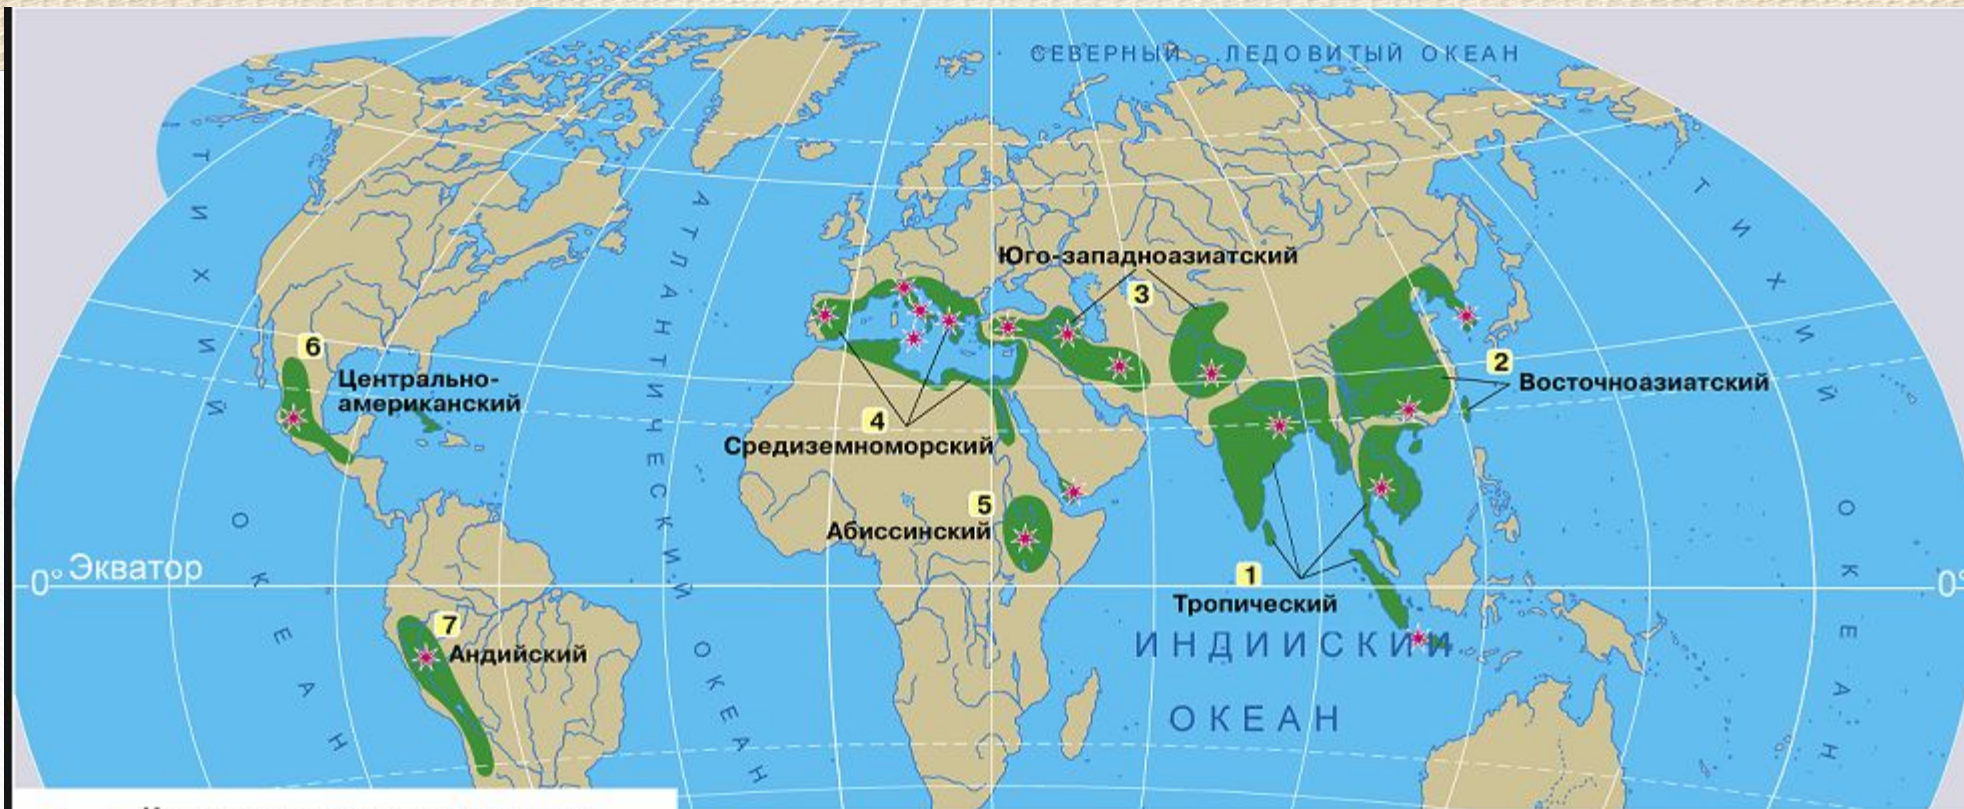 СЕВЕРНЫЙ ЛЕДОВИТЫЙ ОКЕАН
ТИХИЙ
ОКЕАН
АТЛАНТИЧЕСКИЙ
ОКЕАН
ТИХИЙ
ОКЕАН
Юго-западноазиатский
3
6
Центрально-
американский
2
Восточноазиатский
4
Средиземноморский
5
Абиссинский
0° Экватор
0°
1
Тропический
ИНДИЙСКИЙ
ОКЕАН
7
Андийский